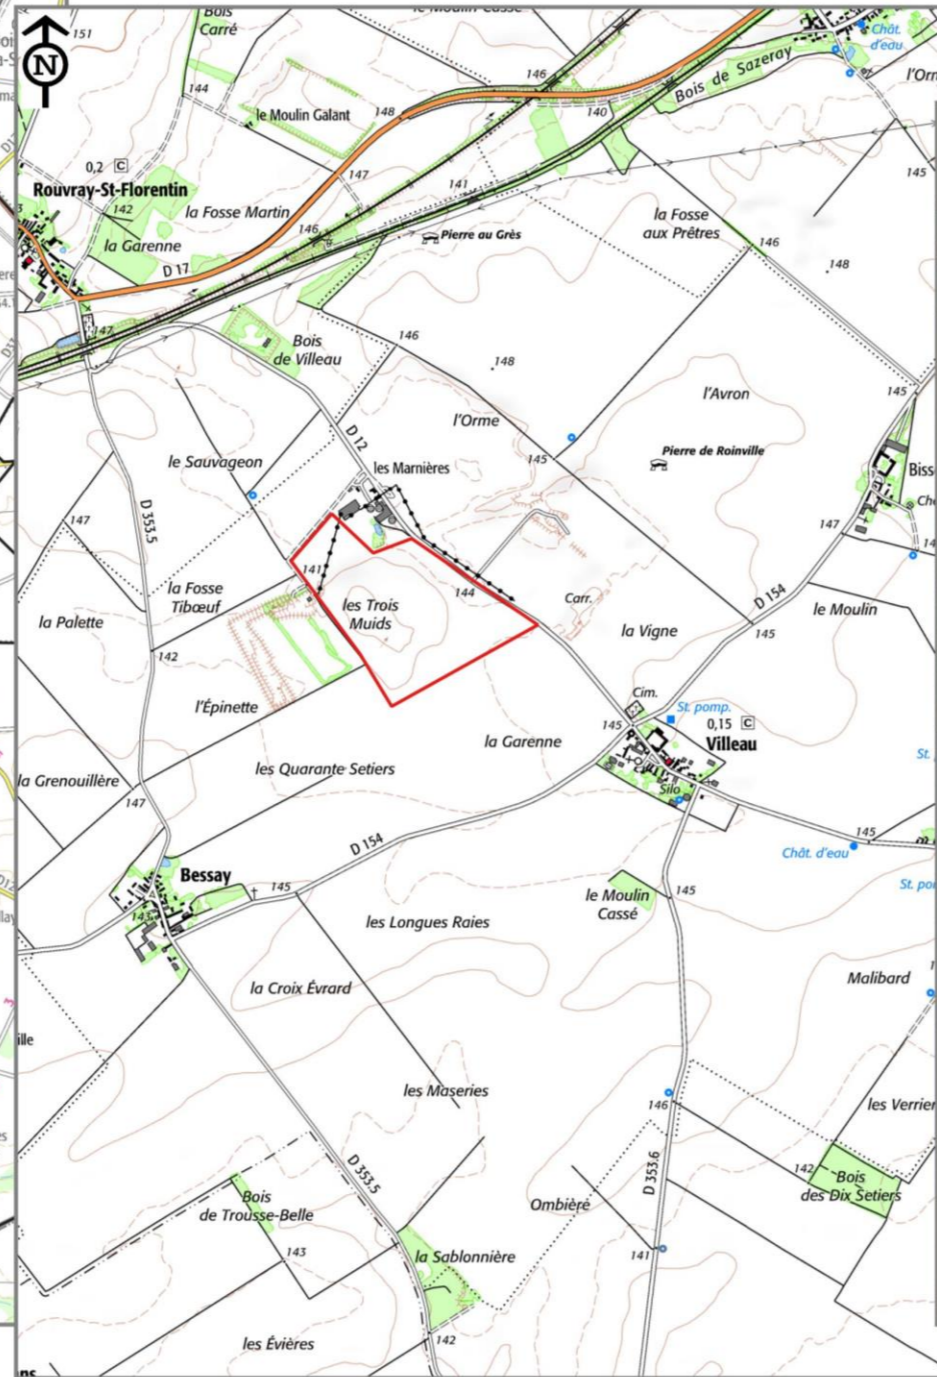 N
Bois
Carré
le Moulin Cassé
151
144
le Moulin Galant
148
146
140
Bois de Sazeray
Chât.
d'eau
l'Orm
0,2 C
Rouvray-St-Florentin
142
la Fosse Martin
147
141
146
Pierre au Grès
la Garenne
D 17
la Fosse
aux Prêtres
145
146
148
147
Bois
de Villeau
146
148
l'Avron
145
l'Orme
D 12
145
Pierre de Roinville
le Sauvageon
les Marnières
Biss
147
D 353.5
147
141
la Fosse
Tibœuf
les Trois
Muids
144
Carr.
D 154
le Moulin
la Palette
142
la Vigne
145
l'Épinette
Cim.
St. pomp.
145
0,15 C
Villeau
la Garenne
St.
la Grenouillère
les Quarante Setiers
147
Silo
D 154
145
Chât. d'eau
Bessay
145
145
St. po
143
le Moulin
Cassé
les Longues Raies
la Croix Évrard
Malibard
ille
les Maseries
146
les Verrier
D 353.5
D 353.6
142
Bois
des Dix Setiers
Bois
de Trousse-Belle
Ombière
143
la Sablonnière
141
les Évières
142